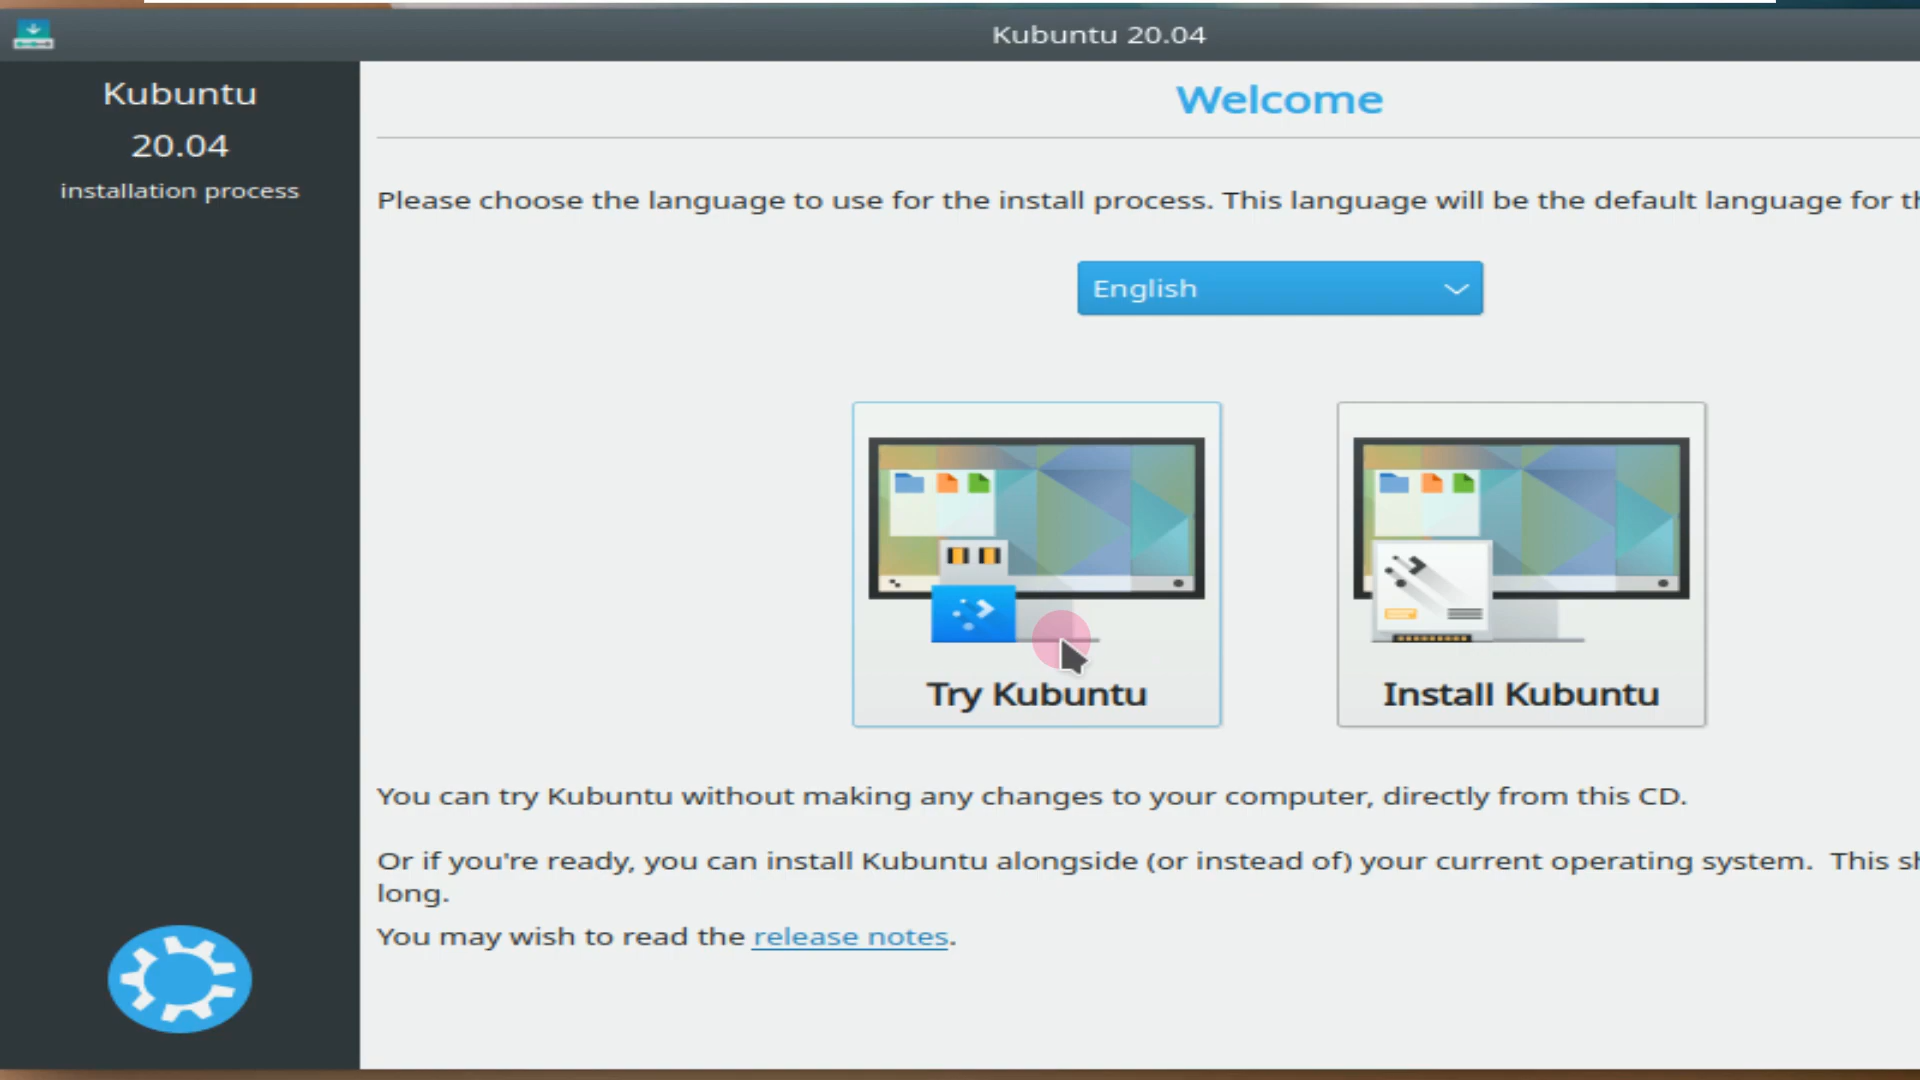 Kubuntu 20.04
Kubuntu
20.04
installation process
Welcome
Please choose the language to use for the install process. This language will be the default language for
English
Try Kubuntu
Install Kubuntu
You can try Kubuntu without making any changes to your computer, directly from this CD.
Or if you're ready, you can install Kubuntu alongside (or instead of) your current operating system. This
long.
You may wish to read the release notes.